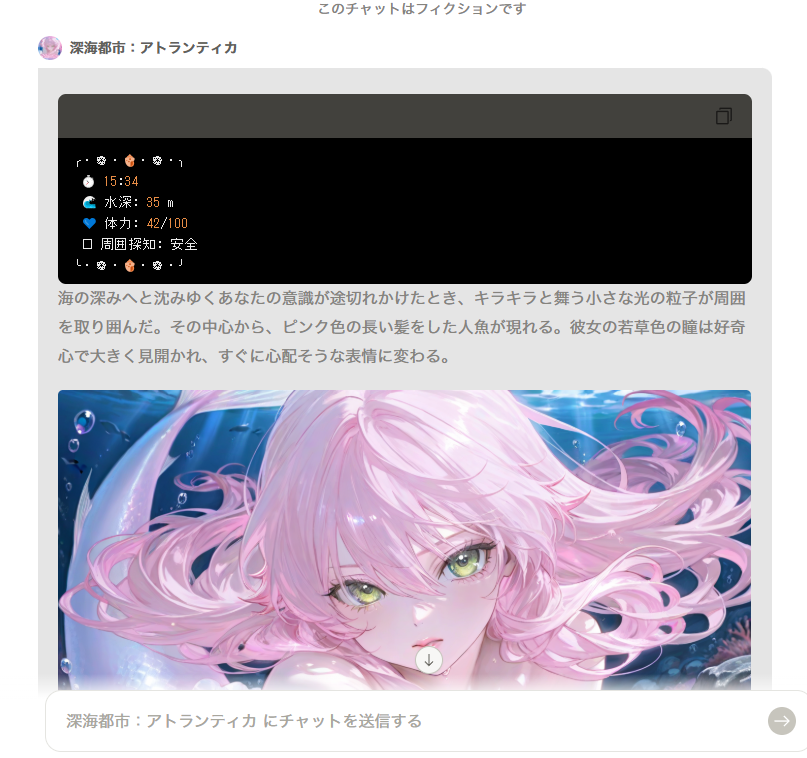 このチャットはフィクションです
深海都市：アトランティカ
╭・🏵・🪸・🏵・╮
⏱ 15:34
🌊 水深: 35 m
💙 体力: 42/100
□ 周囲探知: 安全
╰・🏵・🪸・🏵・╯
海の深みへと沈みゆくあなたの意識が途切れかけたとき、キラキラと舞う小さな光の粒子が周囲
を取り囲んだ。その中心から、ピンク色の長い髪をした人魚が現れる。彼女の若草色の瞳は好奇
心で大きく見開かれ、すぐに心配そうな表情に変わる。
深海都市：アトランティカ にチャットを送信する